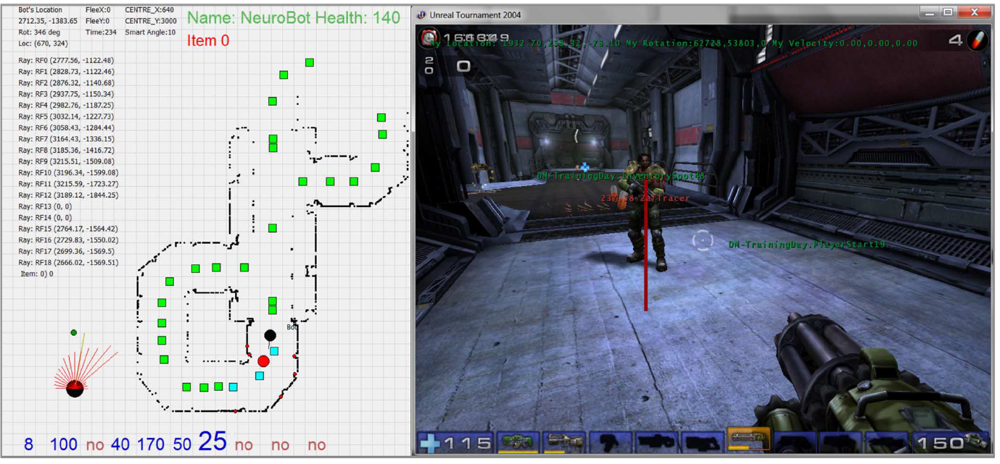 Bot's Location FleeX:0 CENTRE_X:640
2712.35, -1383.65 FleeY:0 CENTRE_Y:3000
Rot: 346 deg Time:234 Smart Angle:10
Loc: (670, 324)
Name: NeuroBot Health: 140
Item 0
Ray: RF0 (2777.56, -1122.48)
Ray: RF1 (2828.73, -1122.46)
Ray: RF2 (2876.32, -1140.68)
Ray: RF3 (2937.75, -1150.34)
Ray: RF4 (2982.76, -1187.25)
Ray: RF5 (3032.14, -1227.73)
Ray: RF6 (3058.43, -1284.44)
Ray: RF7 (3164.43, -1336.15)
Ray: RF8 (3185.36, -1416.72)
Ray: RF9 (3215.51, -1509.08)
Ray: RF10 (3196.34, -1599.08)
Ray: RF11 (3215.59, -1723.27)
Ray: RF12 (3189.12, -1844.25)
Ray: RF13 (0, 0)
Ray: RF14 (0, 0)
Ray: RF15 (2764.17, -1564.42)
Ray: RF16 (2729.83, -1550.02)
Ray: RF17 (2699.36, -1569.5)
Ray: RF18 (2666.02, -1569.51)
Item: 0) 0
8 100 no 40 170 50 25 no no no
Unreal Tournament 2004
My Location: 1932.70, -78.10 My Rotation:62728,53803,0 My Velocity:0.00,0.00,0.00
4
2
0
0
DM-TrainingDay.InventorySpot48
ZafTracer
DM-TrainingDay.PlayerStart19
115
150